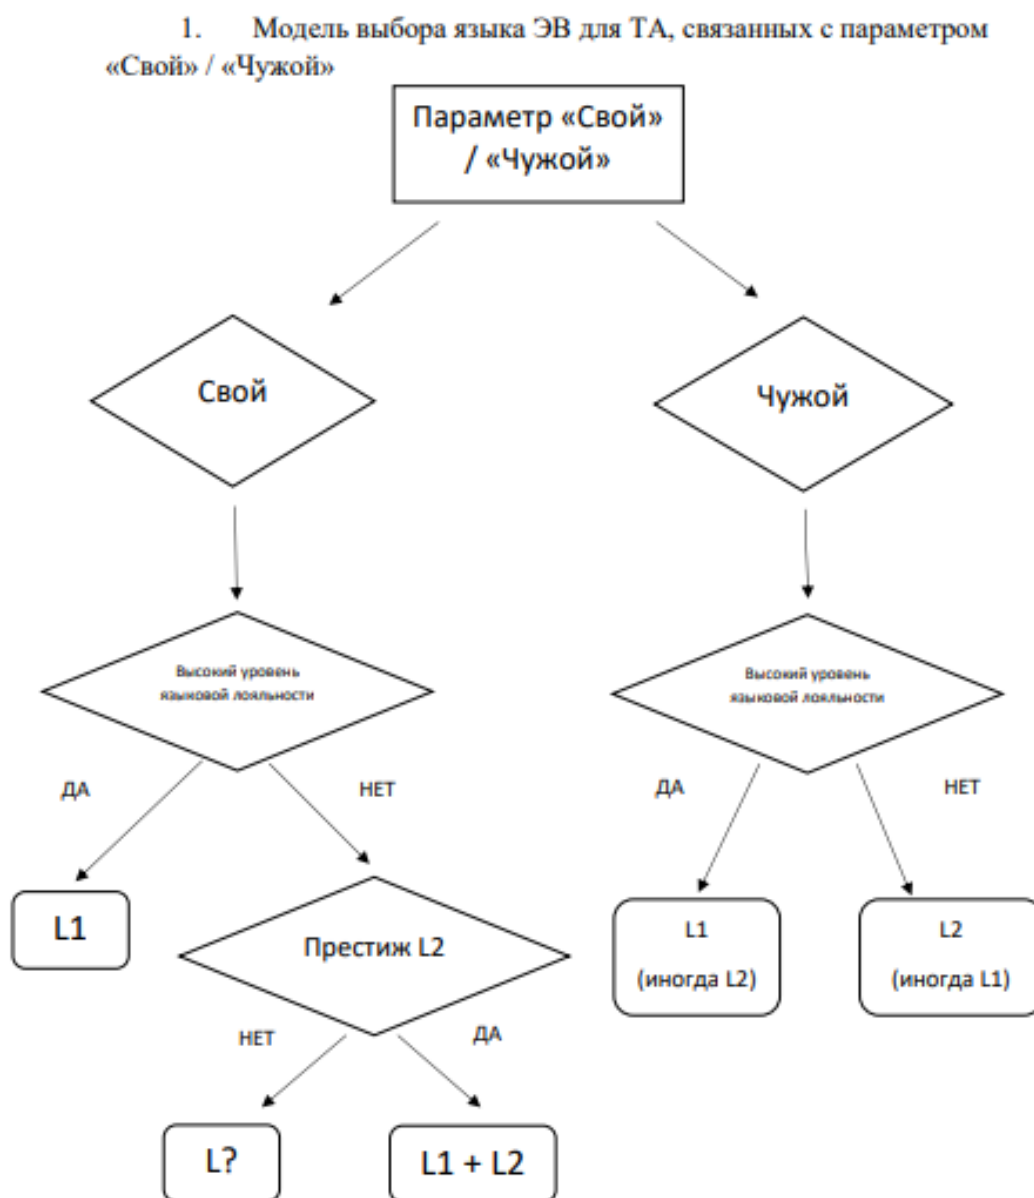 1. Модель выбора языка ЭВ для ТА, связанных с параметром
«Свой» / «Чужой»
Параметр «Свой»
/ «Чужой»
Свой
Чужой
Высокий уровень
языковой лояльности
Высокий уровень
языковой лояльности
ДА
НЕТ
ДА
НЕТ
L1
Престиж L2
L1
(иногда L2)
L2
(иногда L1)
НЕТ
ДА
L?
L1 + L2